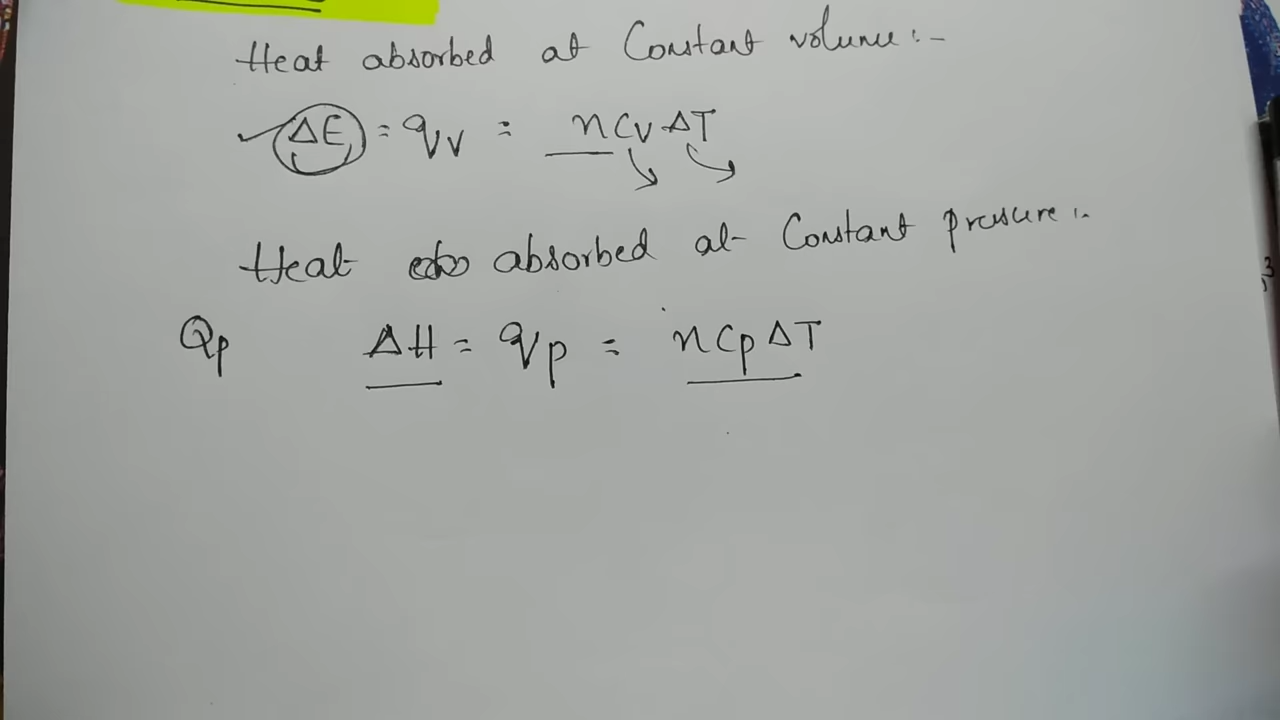 Heat absorbed at Constant volume :-
ΔE = qv = nCvΔT
Heat absorbed at Constant pressure :-
Qp ΔH = qp = nCpΔT